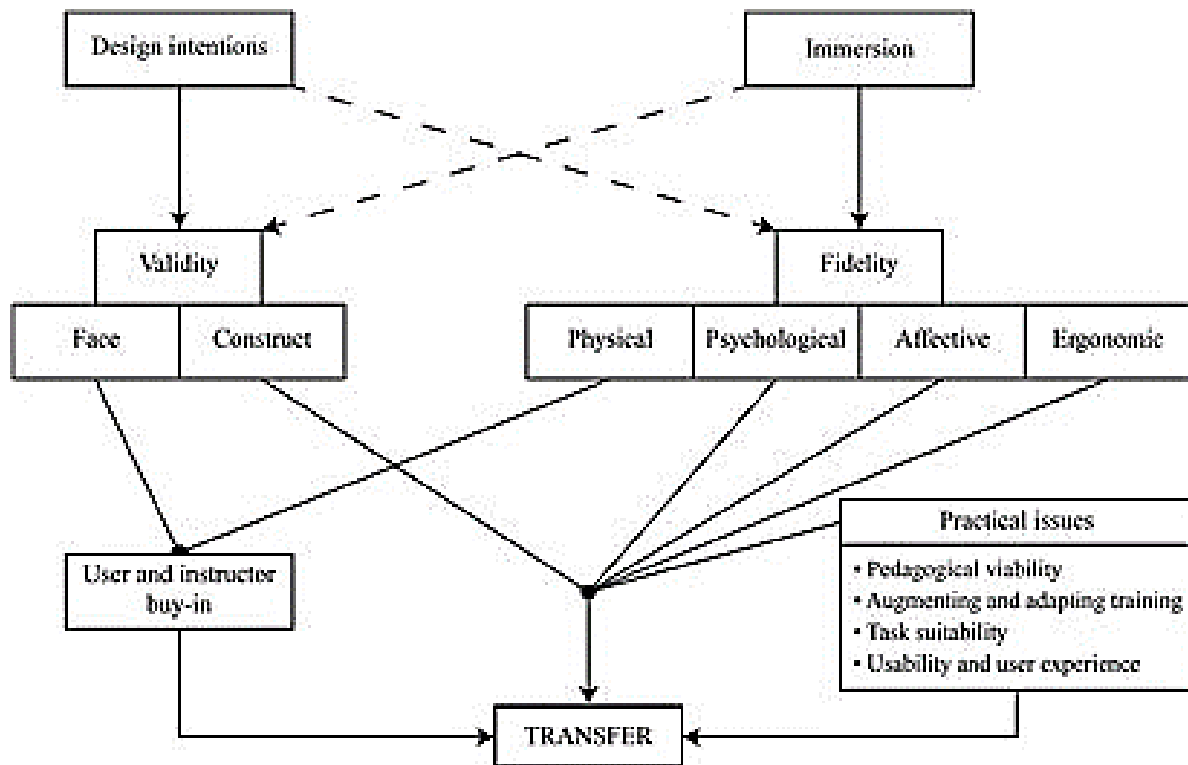 Design intentions
Immersion
Validity
Fidelity
Face
Construct
Physical
Psychological
Affective
Ergonomic
Practical issues
• Pedagogical viability
• Augmenting and adapting training
• Task suitability
• Usability and user experience
User and instructor
buy-in
TRANSFER